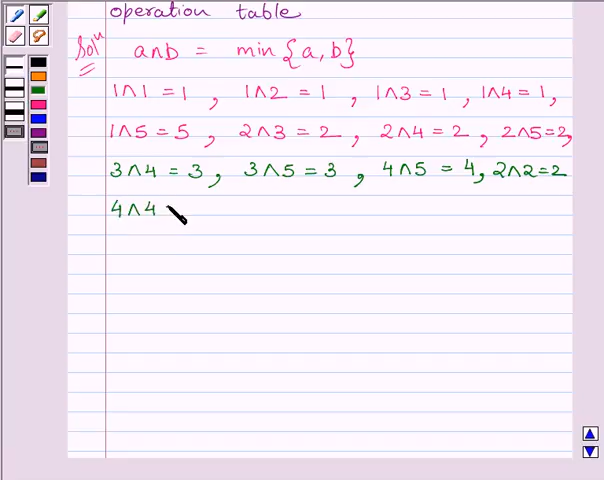 operation table
Solⁿ a∧b = min {a, b}
1∧1 = 1 , 1∧2 = 1 , 1∧3 = 1 , 1∧4 = 1 ,
1∧5 = 5 , 2∧3 = 2 , 2∧4 = 2 , 2∧5 = 2,
3∧4 = 3 , 3∧5 = 3 , 4∧5 = 4, 2∧2 = 2
4∧4